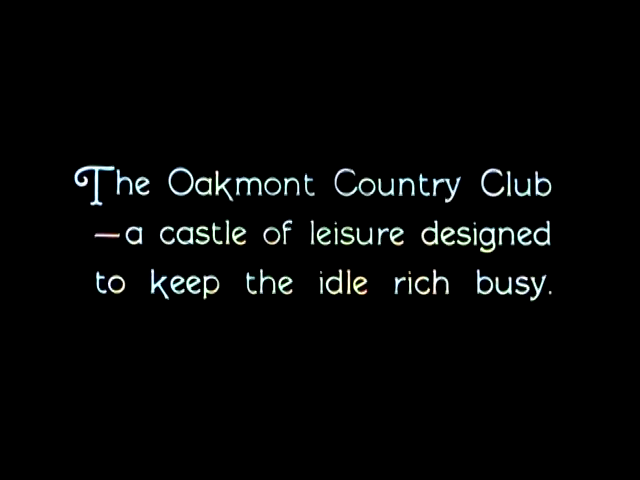 The Oakmont Country Club
—a castle of leisure designed
to keep the idle rich busy.